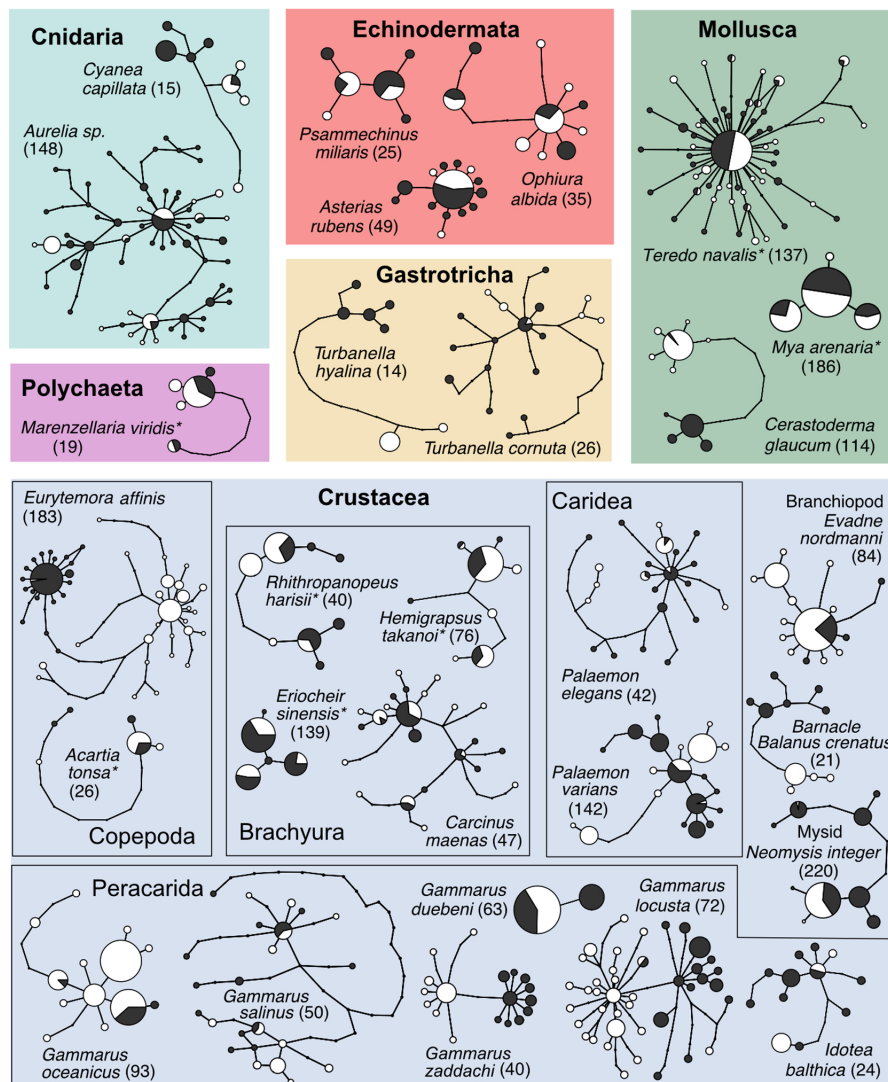 Cnidaria
Cyanea
capillata (15)
Aurelia sp.
(148)
Echinodermata
Psammechinus
miliaris (25)
Ophiura
albida (35)
Asterias
rubens (49)
Mollusca
Teredo navalis* (137)
Mya arenaria*
(186)
Cerastoderma
glaucum (114)
Gastrotricha
Turbanella
hyalina (14)
Turbanella cornuta (26)
Polychaeta
Marenzellaria viridis*
(19)
Crustacea
Eurytemora affinis
(183)
Acartia
tonsa*
(26)
Copepoda
Rhithropanopeus
harisii* (40)
Hemigrapsus
takanoi* (76)
Eriocheir
sinensis*
(139)
Carcinus
maenas (47)
Brachyura
Caridea
Palaemon
elegans (42)
Palaemon
varians
(142)
Branchiopod
Evadne
nordmanni
(84)
Barnacle
Balanus crenatus
(21)
Mysid
Neomysis integer
(220)
Peracarida
Gammarus
oceanicus (93)
Gammarus
salinus (50)
Gammarus
duebeni (63)
Gammarus
zaddachi (40)
Gammarus
locusta (72)
Idotea
balthica (24)